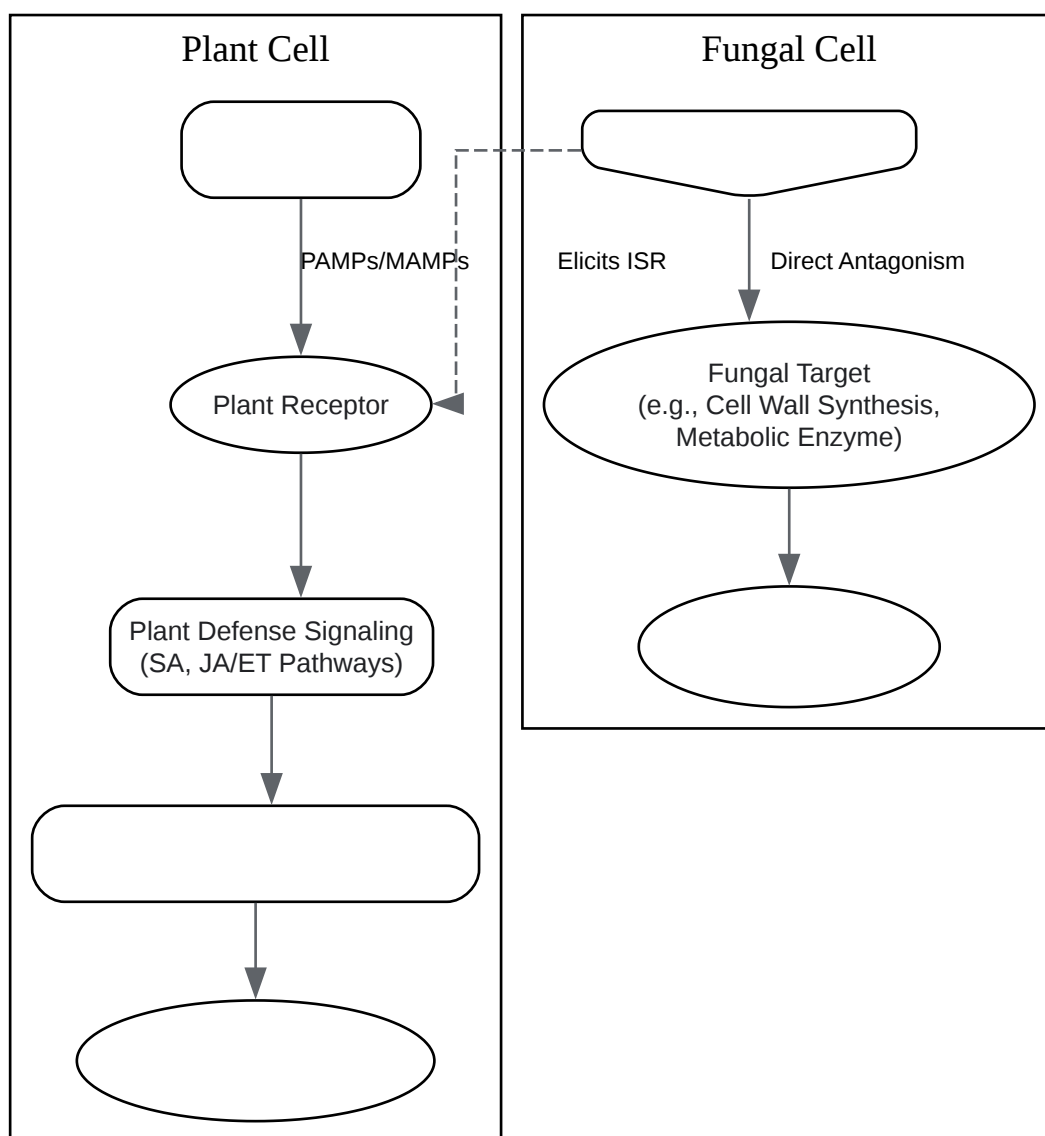 Plant Cell
Fungal Cell
PAMPs/MAMPs
Elicits ISR
Direct Antagonism
Plant Receptor
Fungal Target
(e.g., Cell Wall Synthesis,
Metabolic Enzyme)
Plant Defense Signaling
(SA, JA/ET Pathways)